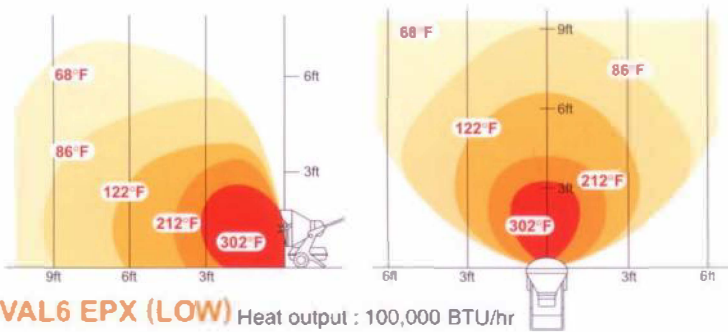 68°F
6ft
86°F
3ft
122°F
212°F
302°F
9ft
6ft
3ft
68°F
9ft
86°F
6ft
122°F
3ft
212°F
302°F
6ft
3ft
3ft
6ft
VAL6 EPX (LOW) Heat output : 100,000 BTU/hr